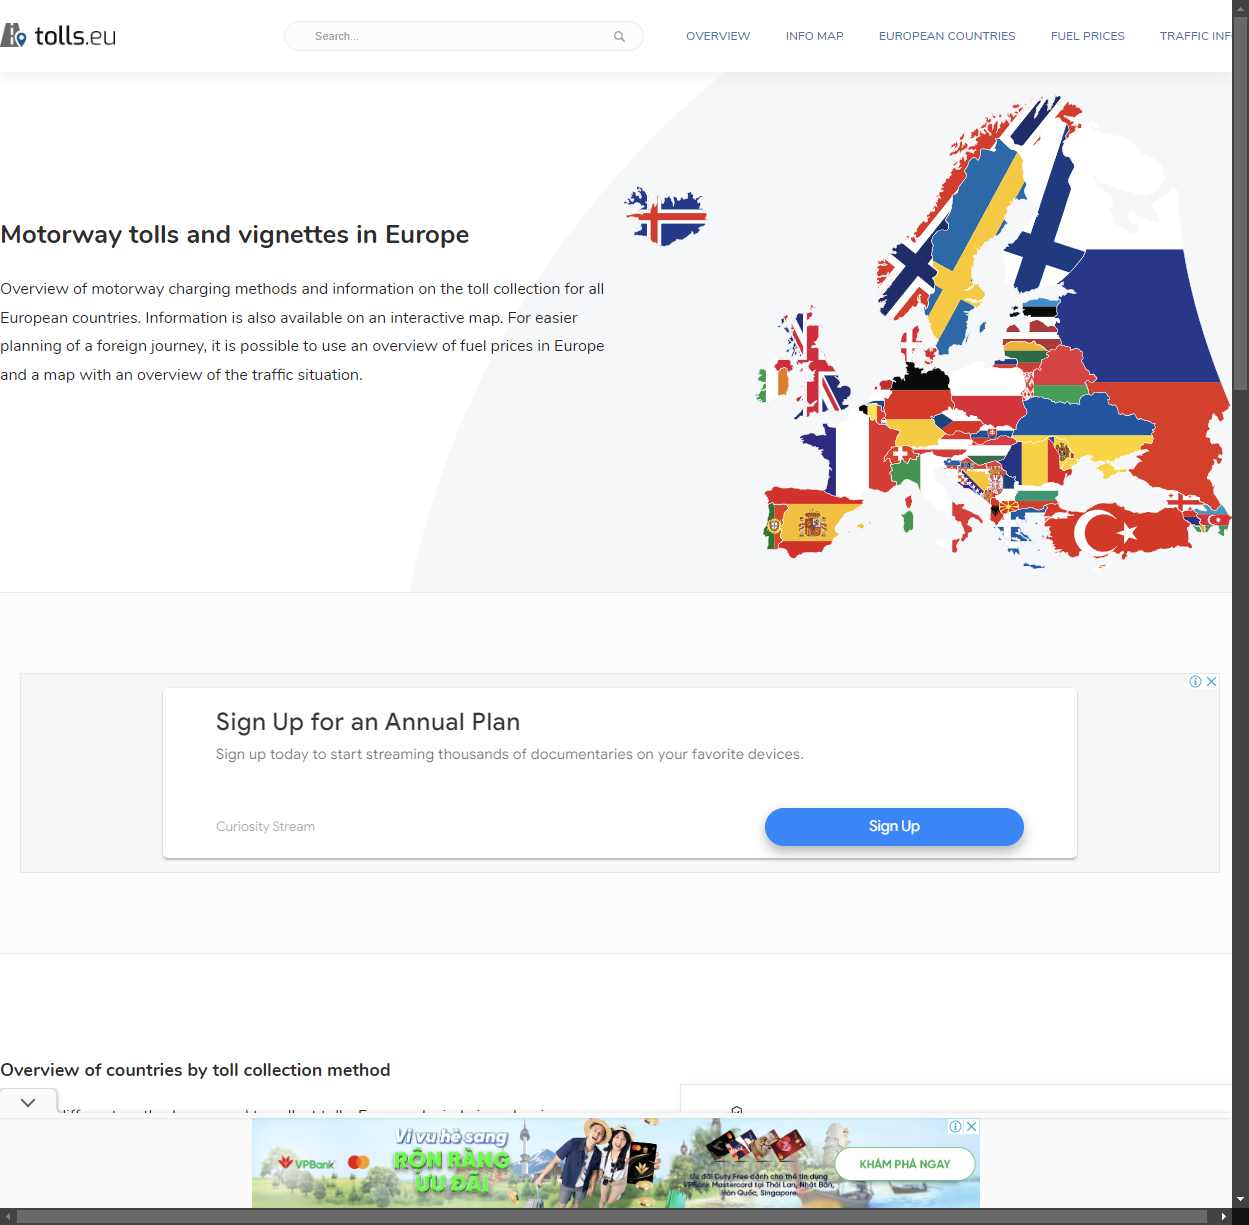 tolls.eu
Search...
OVERVIEW
INFO MAP
EUROPEAN COUNTRIES
FUEL PRICES
TRAFFIC INF
Motorway tolls and vignettes in Europe
Overview of motorway charging methods and information on the toll collection for all
European countries. Information is also available on an interactive map. For easier
planning of a foreign journey, it is possible to use an overview of fuel prices in Europe
and a map with an overview of the traffic situation.
Sign Up for an Annual Plan
Sign up today to start streaming thousands of documentaries on your favorite devices.
Curiosity Stream
Sign Up
Overview of countries by toll collection method
VPBank
Vi vu hè sang
RỘN RÀNG
ƯU ĐÃI
Ưu đãi Duty Free dành cho thẻ tín dụng
VPBank Mastercard tại Thái Lan, Nhật Bản,
Hàn Quốc, Singapore.
KHÁM PHÁ NGAY